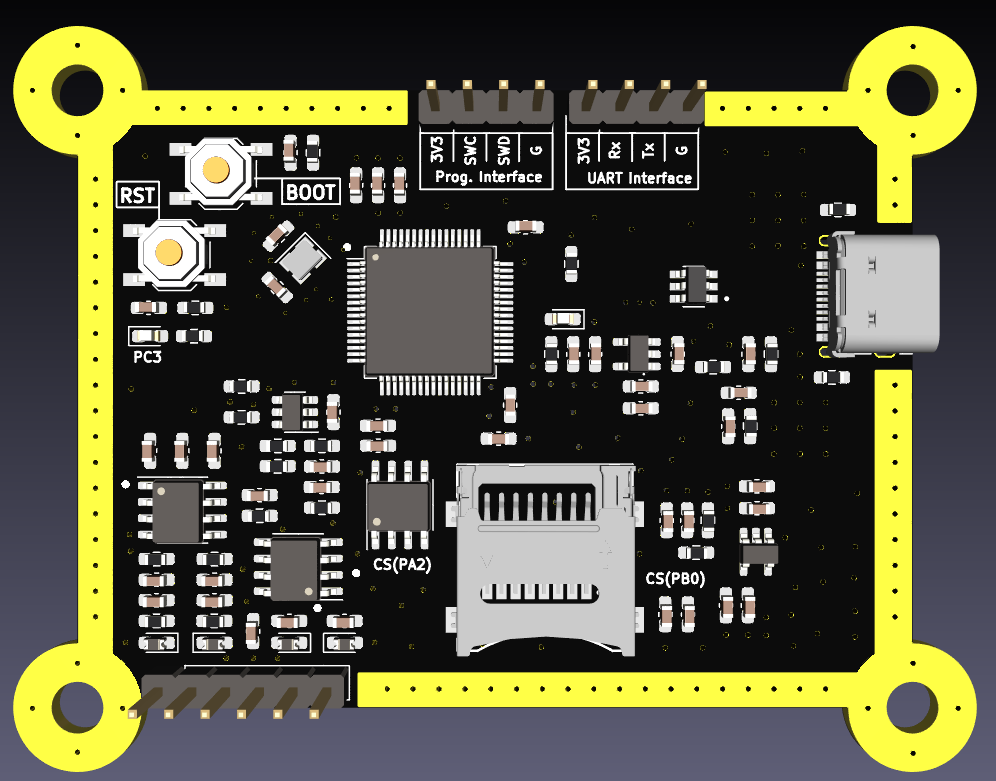 3V3 SWC SWD G
Prog. Interface
3V3 Rx Tx G
UART Interface
BOOT
RST
PC3
CS(PA2)
CS(PB0)